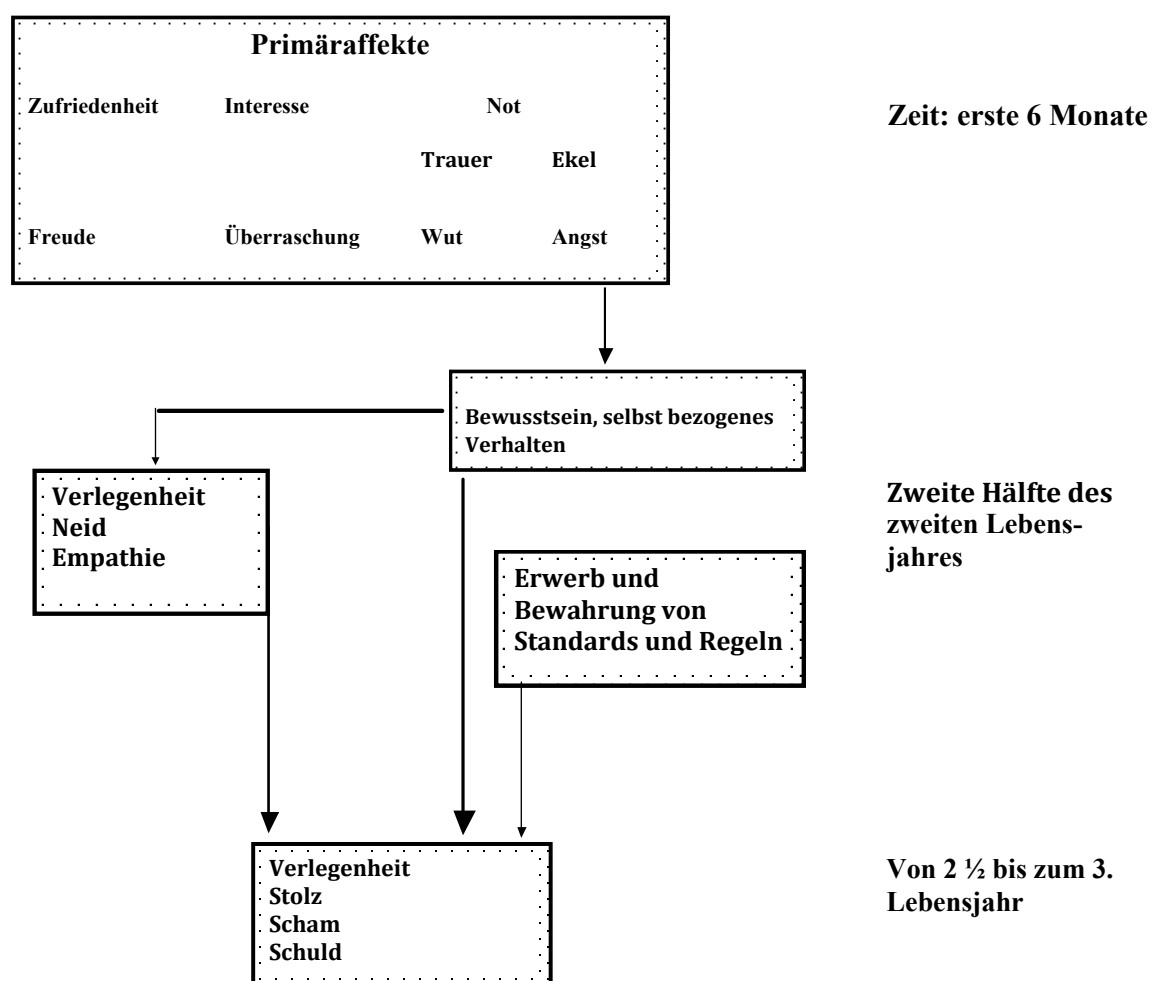 Primäraffekte
Zufriedenheit Interesse Not
Zeit: erste 6 Monate
Trauer Ekel
Freude Überraschung Wut Angst
Bewusstsein, selbst bezogenes
Verhalten
Verlegenheit
Neid
Empathie
Zweite Hälfte des
zweiten Lebens-
jahres
Erwerb und
Bewahrung von
Standards und Regeln
Verlegenheit
Stolz
Scham
Schuld
Von 2 ½ bis zum 3.
Lebensjahr